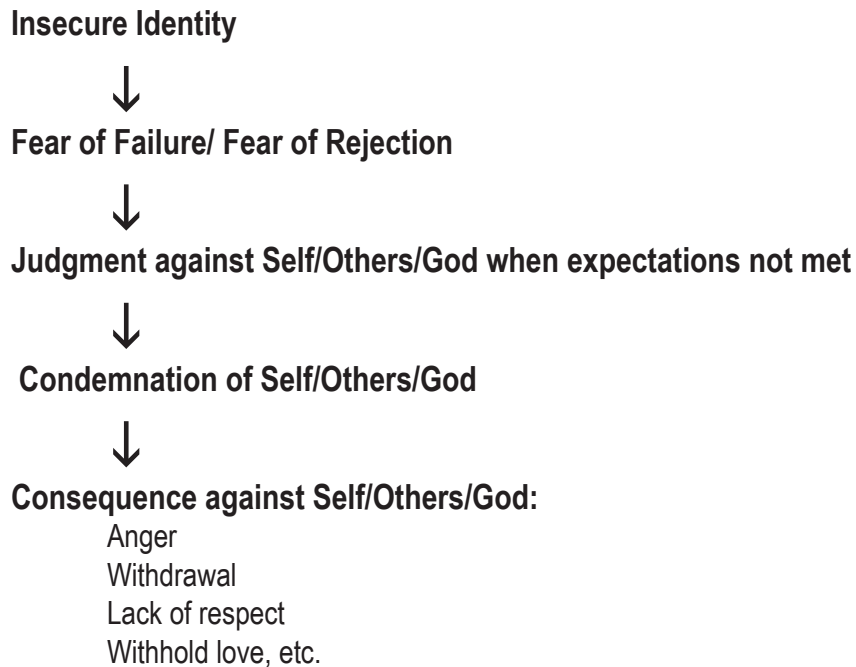 Insecure Identity
↓
Fear of Failure/ Fear of Rejection
↓
Judgment against Self/Others/God when expectations not met
↓
Condemnation of Self/Others/God
↓
Consequence against Self/Others/God:
Anger
Withdrawal
Lack of respect
Withhold love, etc.